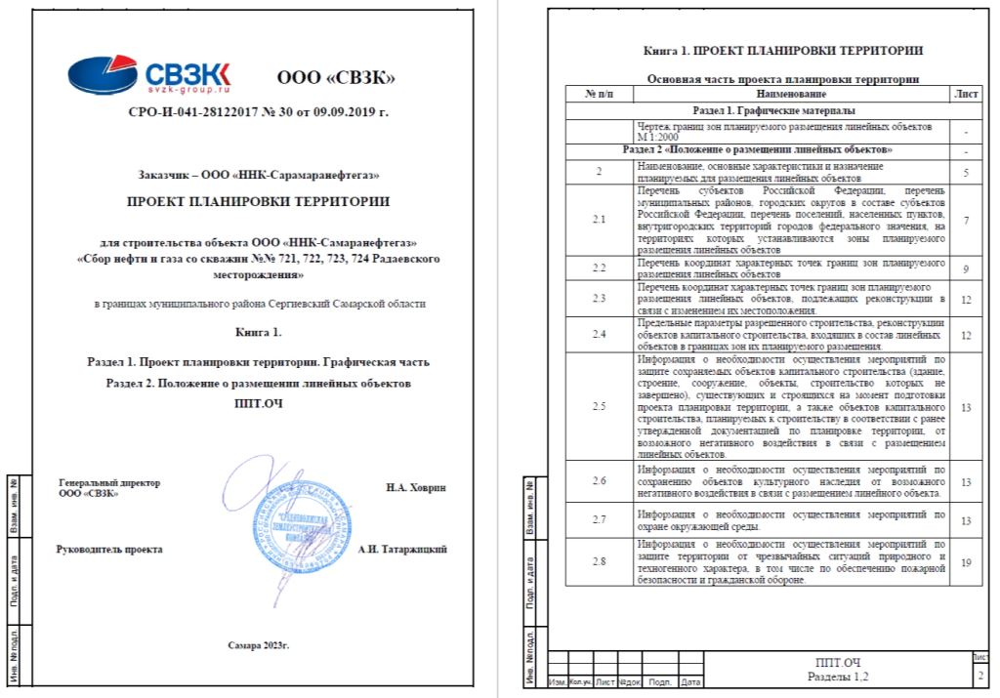 СВЗК
svzk-group.ru
ООО «СВЗК»
СРО-И-041-28122017 № 30 от 09.09.2019 г.
Заказчик – ООО «ННК-Сарамаранефтегаз»
ПРОЕКТ ПЛАНИРОВКИ ТЕРРИТОРИИ
для строительства объекта ООО «ННК-Самаранефтегаз»
«Сбор нефти и газа со скважин №№ 721, 722, 723, 724 Радаевского
месторождения»
в границах муниципального района Сергиевский Самарской области
Книга 1.
Раздел 1. Проект планировки территории. Графическая часть
Раздел 2. Положение о размещении линейных объектов
ППТ.ОЧ
Генеральный директор
ООО «СВЗК»
Н.А. Ховрин
"СРЕДНЕВОЛЖСКАЯ
ЗЕМЛЕУСТРОИТЕЛЬНАЯ
КОМПАНИЯ"
Руководитель проекта
А.И. Татаржицкий
Самара 2023г.
Взам. инв. №
Подп. и дата
Инв. №подл.
Книга 1. ПРОЕКТ ПЛАНИРОВКИ ТЕРРИТОРИИ
Основная часть проекта планировки территории
№ п/п Наименование Лист
Раздел 1. Графические материалы
Чертеж границ зон планируемого размещения линейных объектов
М 1:2000 -
Раздел 2 «Положение о размещении линейных объектов» -
2 Наименование, основные характеристики и назначение
планируемых для размещения линейных объектов 5
2.1 Перечень субъектов Российской Федерации, перечень
муниципальных районов, городских округов в составе субъектов
Российской Федерации, перечень поселений, населенных пунктов,
внутригородских территорий городов федерального значения, на
территориях которых устанавливаются зоны планируемого
размещения линейных объектов 7
2.2 Перечень координат характерных точек границ зон планируемого
размещения линейных объектов 9
2.3 Перечень координат характерных точек границ зон планируемого
размещения линейных объектов, подлежащих реконструкции в
связи с изменением их местоположения. 12
2.4 Предельные параметры разрешенного строительства, реконструкции
объектов капитального строительства, входящих в состав линейных
объектов в границах зон их планируемого размещения. 12
2.5 Информация о необходимости осуществления мероприятий по
защите сохраняемых объектов капитального строительства (здание,
строение, сооружение, объекты, строительство которых не
завершено), существующих и строящихся на момент подготовки
проекта планировки территории, а также объектов капитального
строительства, планируемых к строительству в соответствии с ранее
утвержденной документацией по планировке территории, от
возможного негативного воздействия в связи с размещением
линейных объектов. 13
2.6 Информация о необходимости осуществления мероприятий по
сохранению объектов культурного наследия от возможного
негативного воздействия в связи с размещением линейного объекта. 13
2.7 Информация о необходимости осуществления мероприятий по
охране окружающей среды. 13
2.8 Информация о необходимости осуществления мероприятий по
защите территории от чрезвычайных ситуаций природного и
техногенного характера, в том числе по обеспечению пожарной
безопасности и гражданской обороне. 19
Взам. инв. №
Подп. и дата
Инв. №подл.
Изм. Кол.уч. Лист №док Подп. Дата
ППТ.ОЧ
Разделы 1,2
Лист
2